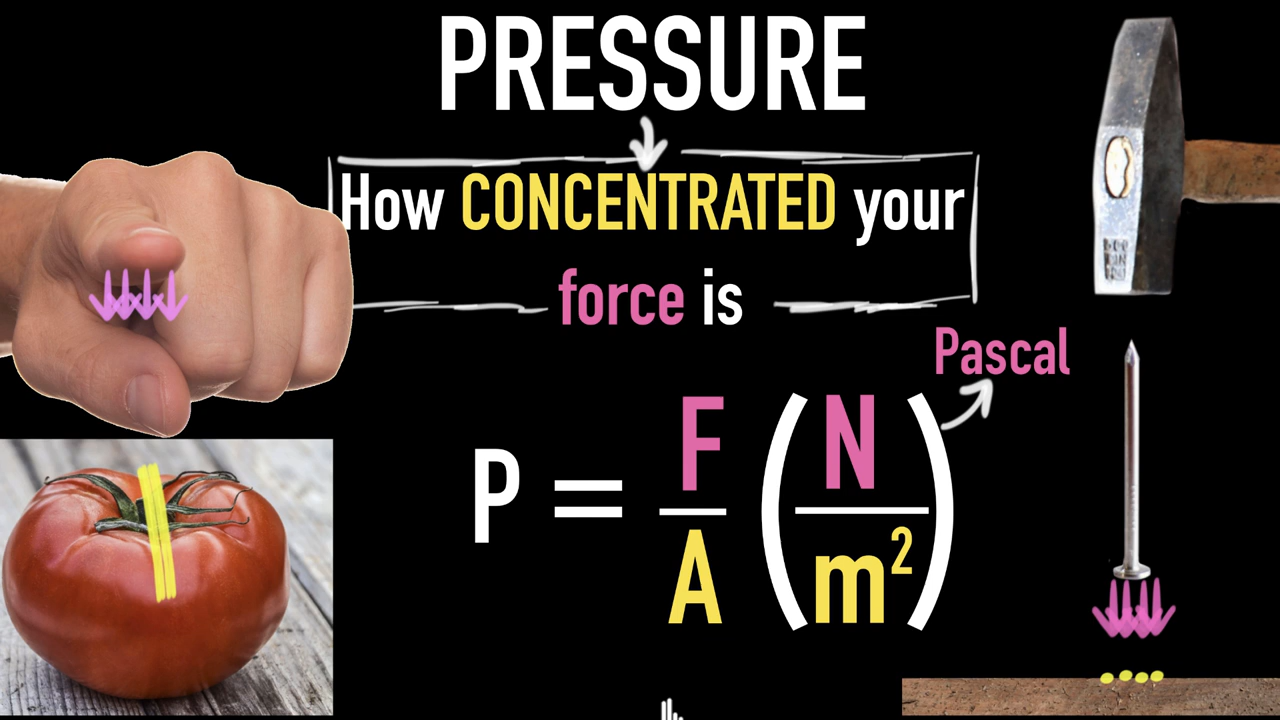 PRESSURE
How CONCENTRATED your
force is
Pascal
P = F/A (N/m²)